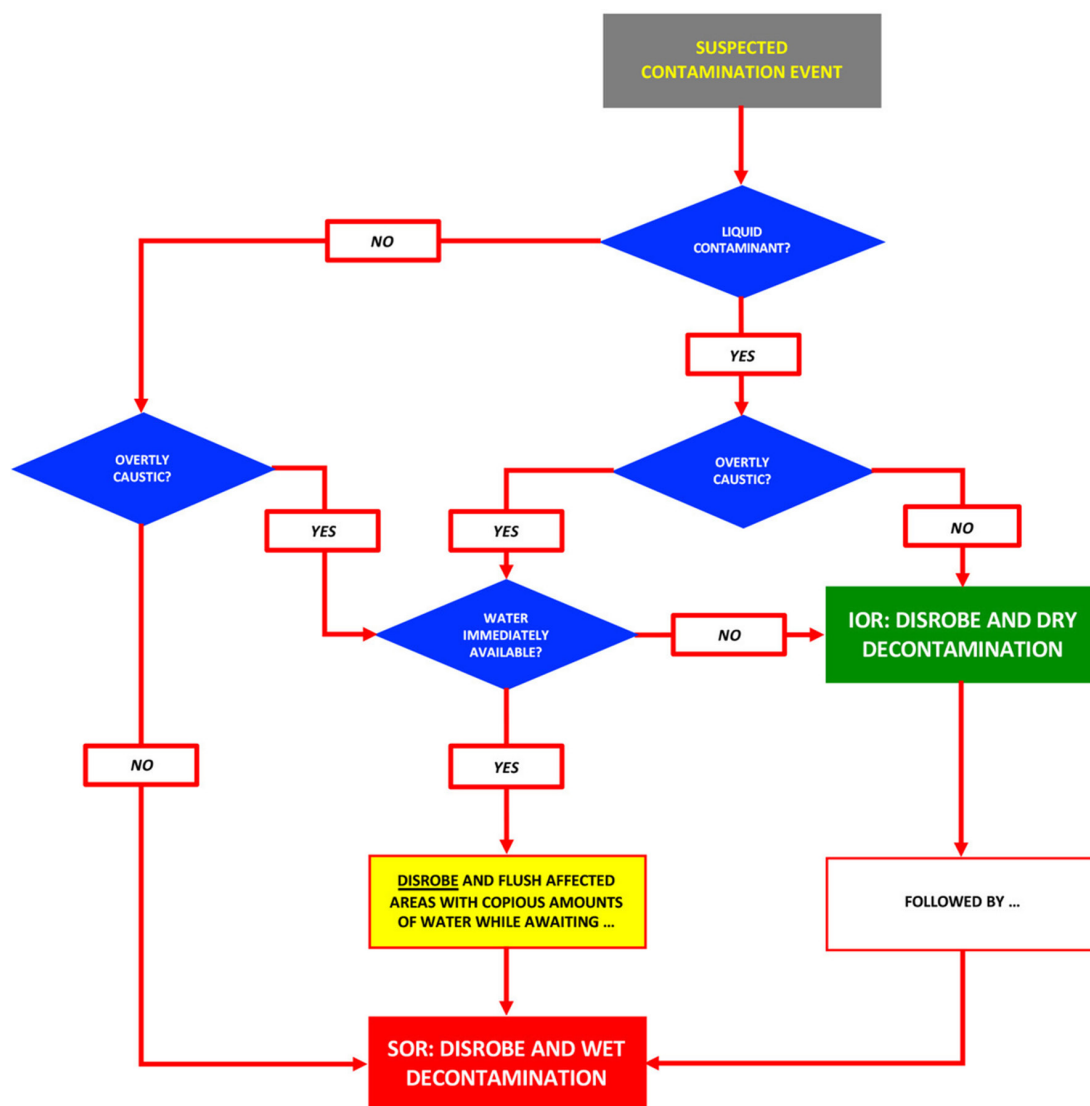 SUSPECTED
CONTAMINATION EVENT
LIQUID
CONTAMINANT?
NO
YES
OVERTLY
CAUSTIC?
OVERTLY
CAUSTIC?
YES
YES
NO
WATER
IMMEDIATELY
AVAILABLE?
NO
IOR: DISROBE AND DRY
DECONTAMINATION
NO
YES
DISROBE AND FLUSH AFFECTED
AREAS WITH COPIOUS AMOUNTS
OF WATER WHILE AWAITING ...
FOLLOWED BY ...
SOR: DISROBE AND WET
DECONTAMINATION